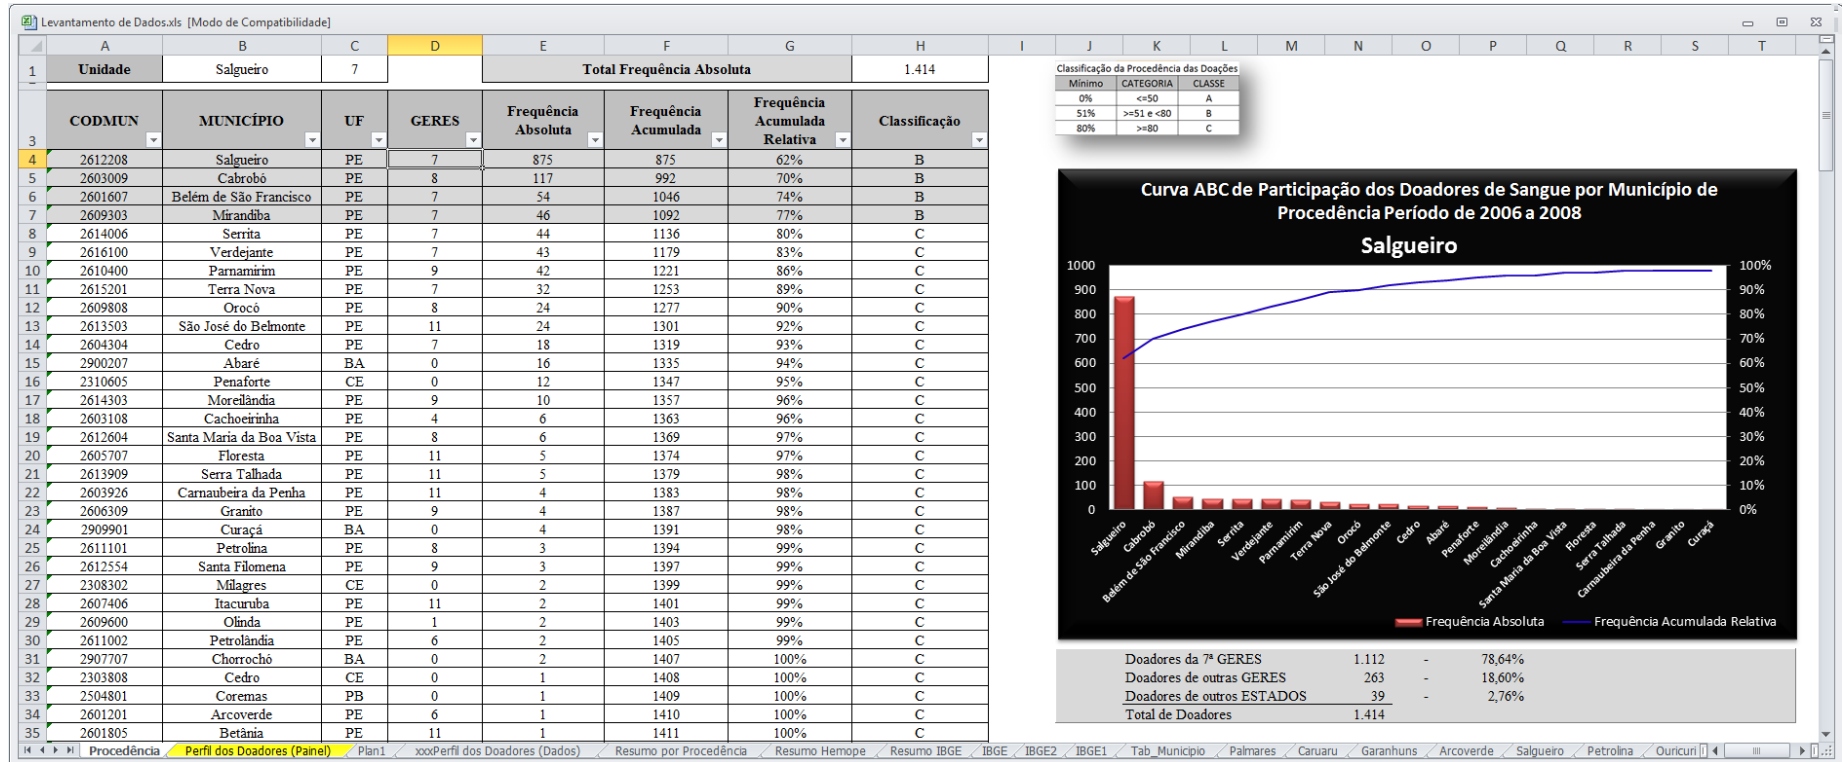 Levantamento de Dados.xls [Modo de Compatibilidade]
A B C D E F G H I J K L M N O P Q R S T
1 Unidade Salgueiro 7 Total Frequência Absoluta 1.414
3 CODMUN MUNICÍPIO UF GERES Frequência Absoluta Frequência Acumulada Frequência Acumulada Relativa Classificação
4 2612208 Salgueiro PE 7 875 875 62% B
5 2603009 Cabrobó PE 8 117 992 70% B
6 2601607 Belém de São Francisco PE 7 54 1046 74% B
7 2609303 Mirandiba PE 7 46 1092 77% B
8 2614006 Serrita PE 7 44 1136 80% C
9 2616100 Verdejante PE 7 43 1179 83% C
10 2610400 Parnamirim PE 9 42 1221 86% C
11 2615201 Terra Nova PE 7 32 1253 89% C
12 2609808 Orocó PE 8 24 1277 90% C
13 2613503 São José do Belmonte PE 11 24 1301 92% C
14 2604304 Cedro PE 7 18 1319 93% C
15 2900207 Abaré BA 0 16 1335 94% C
16 2310605 Penaforte CE 0 12 1347 95% C
17 2614303 Moreilândia PE 9 10 1357 96% C
18 2603108 Cachoeirinha PE 4 6 1363 96% C
19 2612604 Santa Maria da Boa Vista PE 8 6 1369 97% C
20 2605707 Floresta PE 11 5 1374 97% C
21 2613909 Serra Talhada PE 11 5 1379 98% C
22 2603926 Carnaubeira da Penha PE 11 4 1383 98% C
23 2606309 Granito PE 9 4 1387 98% C
24 2909901 Curaçá BA 0 4 1391 98% C
25 2611101 Petrolina PE 8 3 1394 99% C
26 2612554 Santa Filomena PE 9 3 1397 99% C
27 2308302 Milagres CE 0 2 1399 99% C
28 2607406 Itacuruba PE 11 2 1401 99% C
29 2609600 Olinda PE 1 2 1403 99% C
30 2611002 Petrolândia PE 6 2 1405 99% C
31 2907707 Chorrochó BA 0 2 1407 100% C
32 2303808 Cedro CE 0 1 1408 100% C
33 2504801 Coremas PB 0 1 1409 100% C
34 2601201 Arcoverde PE 6 1 1410 100% C
35 2601805 Betânia PE 11 1 1411 100% C
Classificação da Procedência das Doações
Mínimo CATEGORIA CLASSE
0% <=50 A
51% >=51 e <80 B
80% >=80 C
Curva ABC de Participação dos Doadores de Sangue por Município de
Procedência Período de 2006 a 2008
Salgueiro
1000 100%
900 90%
800 80%
700 70%
600 60%
500 50%
400 40%
300 30%
200 20%
100 10%
0 0%
Salgueiro
Cabrobó
Belém de São Francisco
Mirandiba
Serrita
Verdejante
Parnamirim
Terra Nova
Orocó
São José do Belmonte
Cedro
Abaré
Penaforte
Moreilândia
Cachoeirinha
Santa Maria da Boa Vista
Floresta
Serra Talhada
Carnaubeira da Penha
Granito
Curaçá
Frequência Absoluta Frequência Acumulada Relativa
Doadores da 7ª GERES 1.112 - 78,64%
Doadores de outras GERES 263 - 18,60%
Doadores de outros ESTADOS 39 - 2,76%
Total de Doadores 1.414
Procedência Perfil dos Doadores (Painel) Plan1 xxxPerfil dos Doadores (Dados) Resumo por Procedência Resumo Hemope Resumo IBGE IBGE IBGE2 IBGE1 Tab_Municipio Palmares Caruaru Garanhuns Arcoverde Salgueiro Petrolina Ouricuri